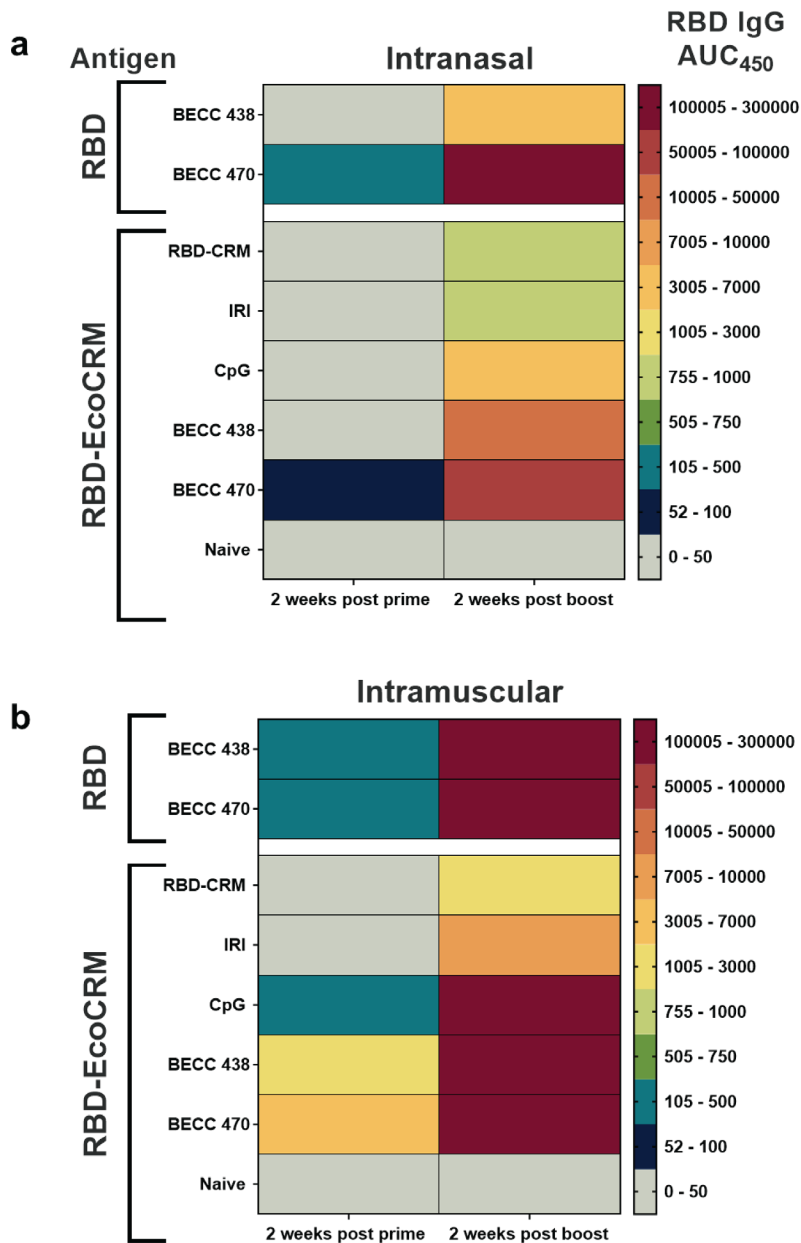 a
Antigen
Intranasal
RBD IgG
AUC450
RBD
BECC 438
BECC 470
RBD-EcoCRM
RBD-CRM
IRI
CpG
BECC 438
BECC 470
Naive
2 weeks post prime
2 weeks post boost
100005 - 300000
50005 - 100000
10005 - 50000
7005 - 10000
3005 - 7000
1005 - 3000
755 - 1000
505 - 750
105 - 500
52 - 100
0 - 50
b
Intramuscular
RBD
BECC 438
BECC 470
RBD-EcoCRM
RBD-CRM
IRI
CpG
BECC 438
BECC 470
Naive
2 weeks post prime
2 weeks post boost
100005 - 300000
50005 - 100000
10005 - 50000
7005 - 10000
3005 - 7000
1005 - 3000
755 - 1000
505 - 750
105 - 500
52 - 100
0 - 50